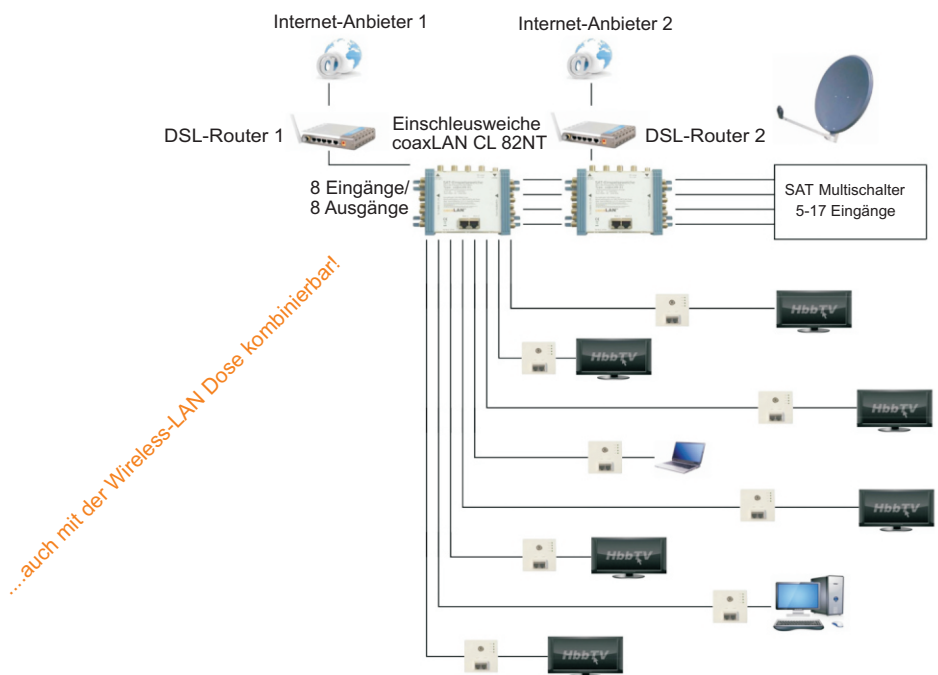 Internet-Anbieter 1
Internet-Anbieter 2
DSL-Router 1
Einschleusweiche
coaxLAN CL 82NT
DSL-Router 2
8 Eingänge/
8 Ausgänge
SAT Multischalter
5-17 Eingänge
....auch mit der Wireless-LAN Dose kombinierbar!
HbbTV
HbbTV
HbbTV
HbbTV
HbbTV
HbbTV